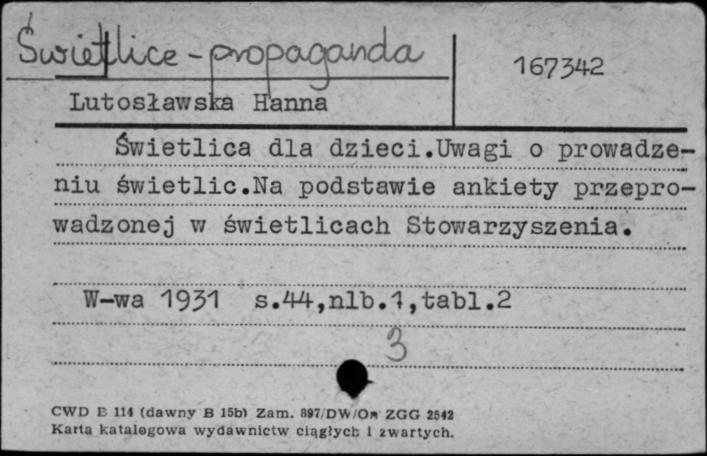 Świetlice - propaganda
167342
Lutosławska Hanna
Świetlica dla dzieci.Uwagi o prowadze-
niu świetlic.Na podstawie ankiety przepro-
wadzonej w świetlicach Stowarzyszenia.
W-wa 1931 s.44,nlb.1,tabl.2
3
CWD B 114 (dawny B 15b) Zam. 897/DW/On ZGG 2542
Karta katalogowa wydawnictw ciągłych i zwartych.